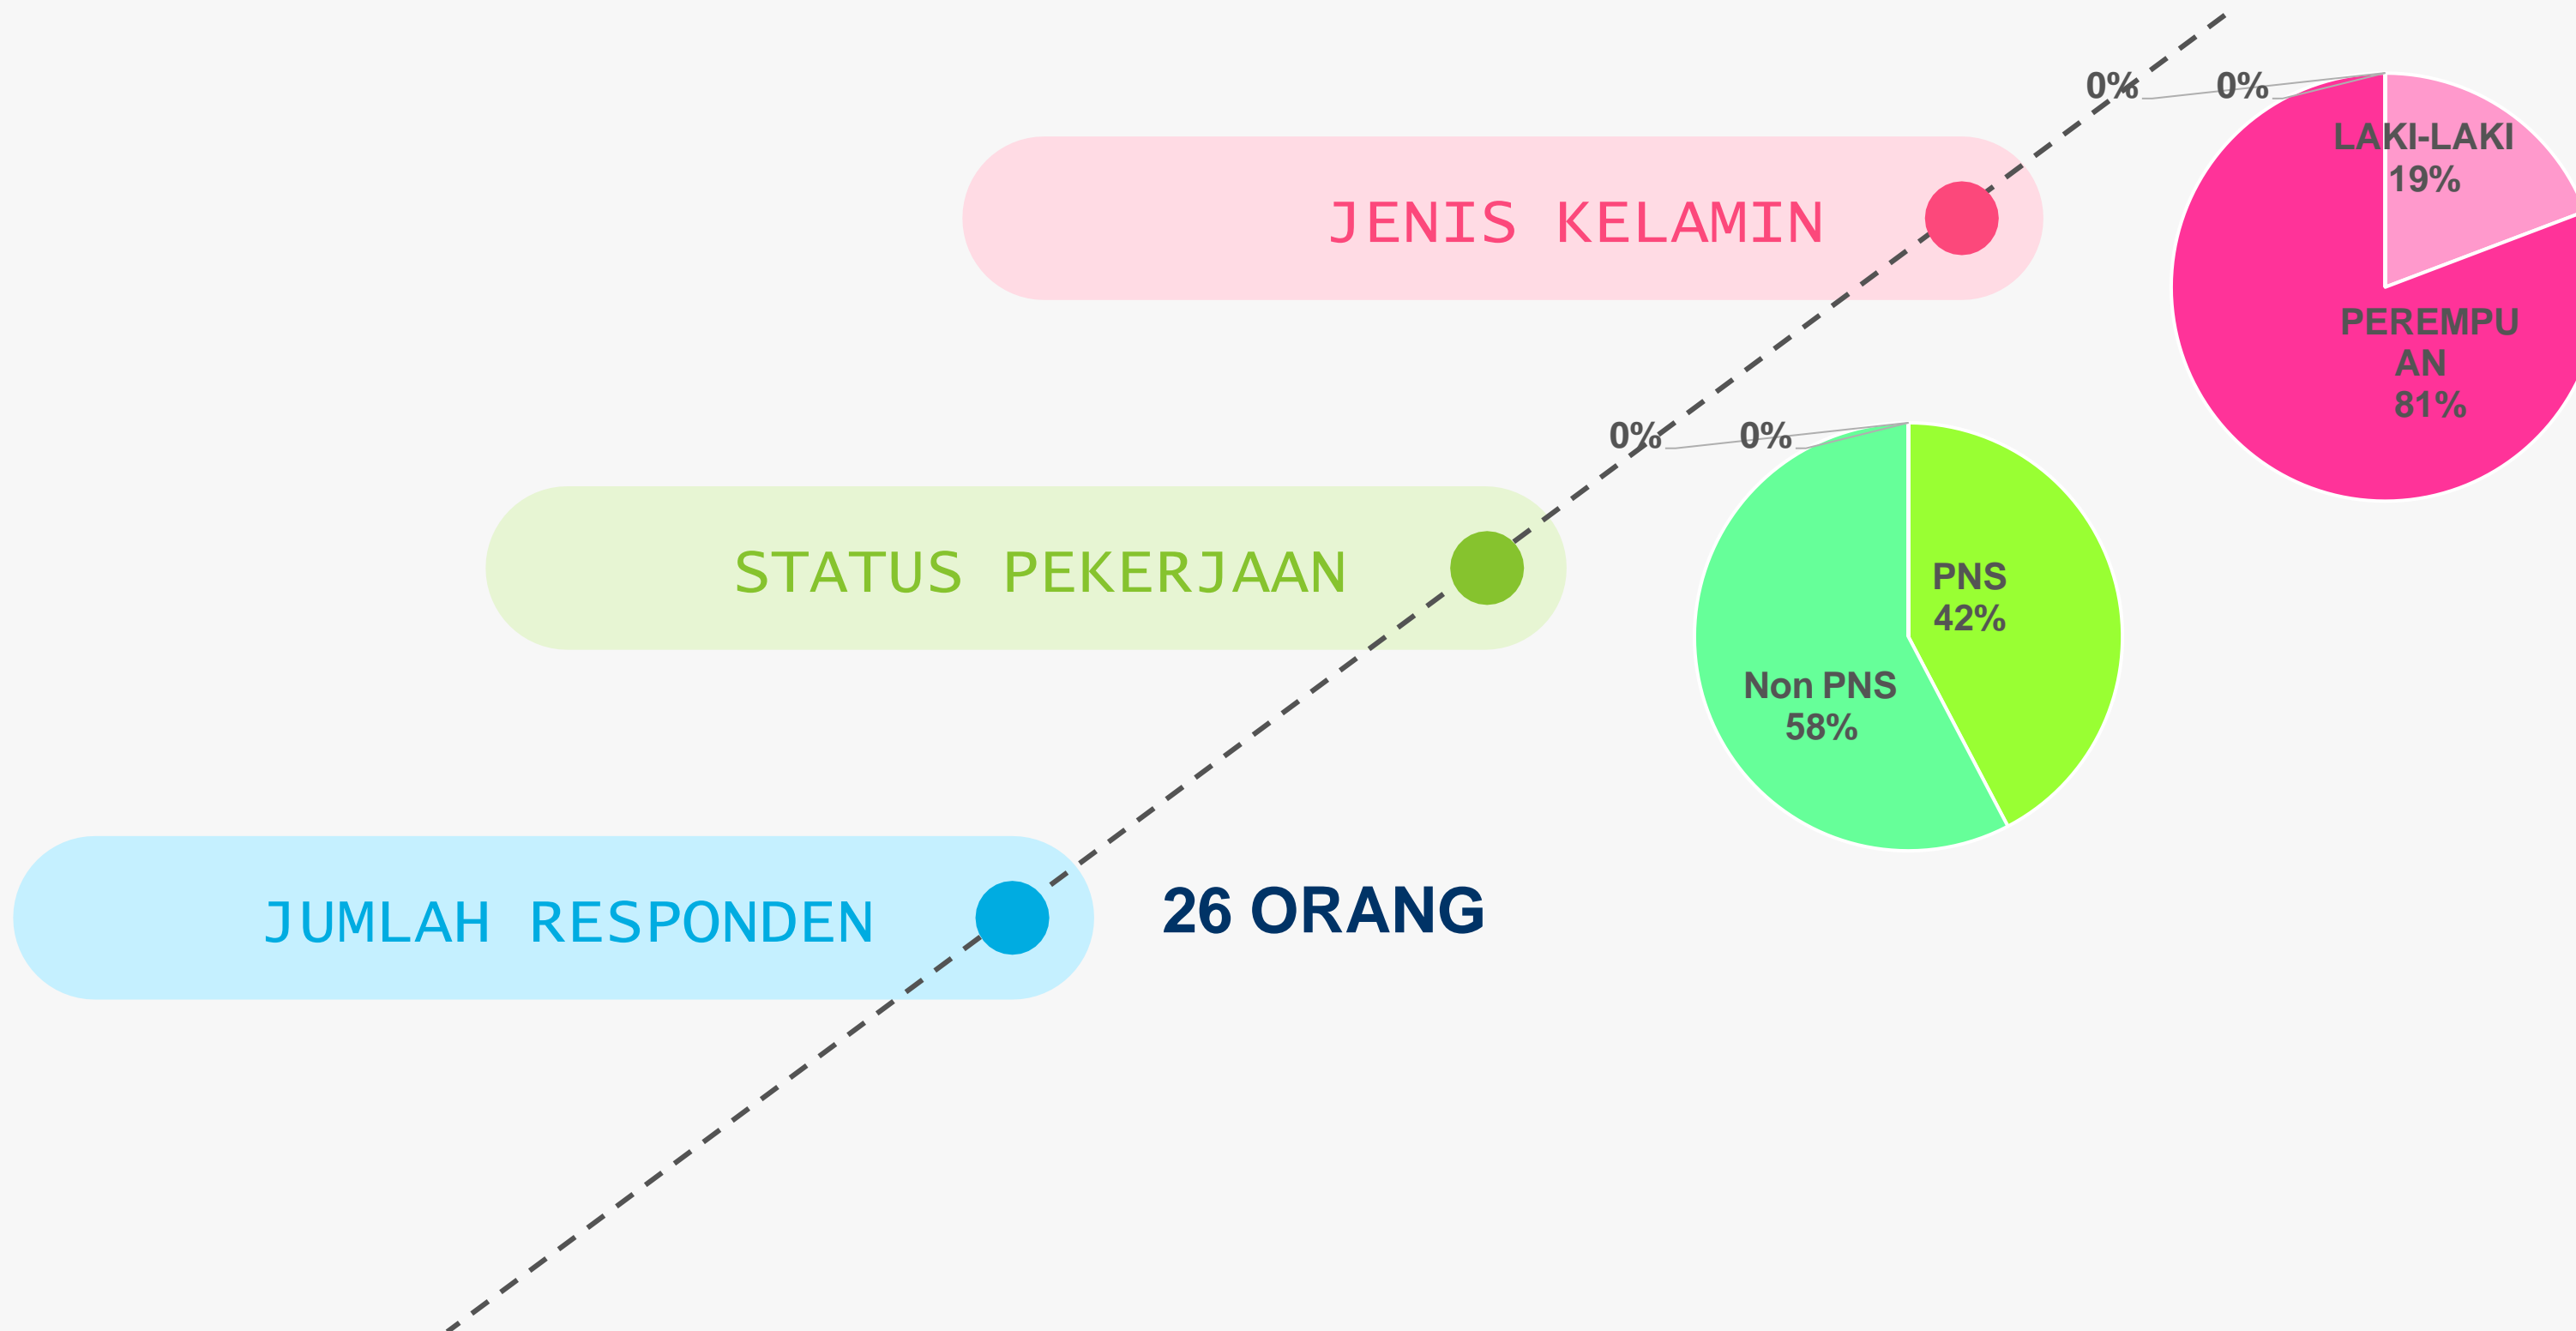 0%
0%
LAKI-LAKI
19%
JENIS KELAMIN
PEREMPU
AN
81%
0%
0%
STATUS PEKERJAAN
PNS
42%
Non PNS
58%
JUMLAH RESPONDEN
26 ORANG